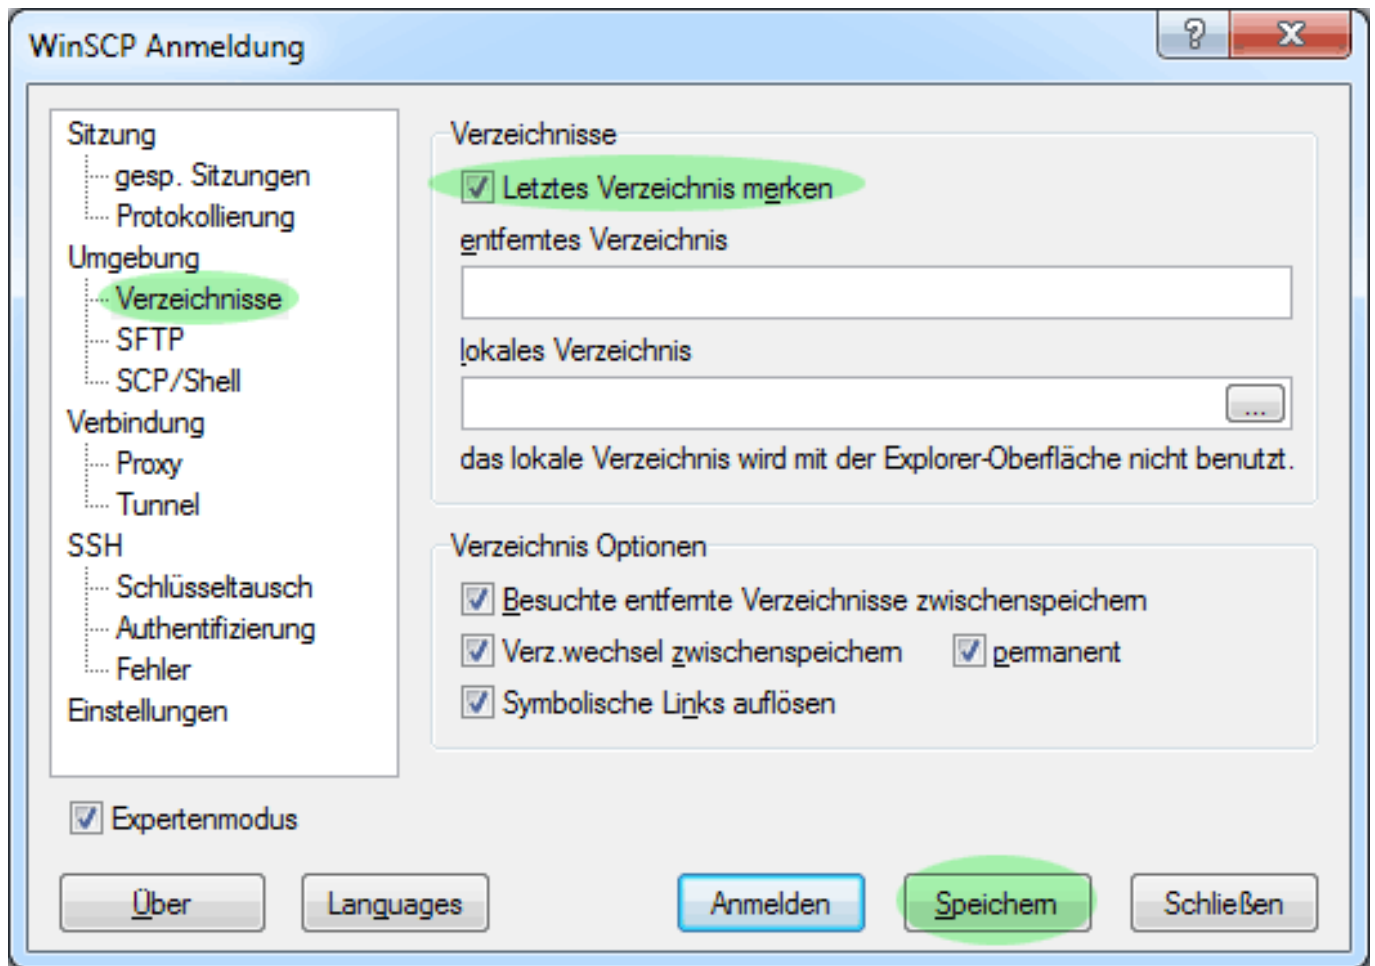 WinSCP Anmeldung
?
X
Sitzung
gesp. Sitzungen
Protokollierung
Umgebung
Verzeichnisse
SFTP
SCP/Shell
Verbindung
Proxy
Tunnel
SSH
Schlüsseltausch
Authentifizierung
Fehler
Einstellungen
Expertenmodus
Verzeichnisse
Letztes Verzeichnis merken
entferntes Verzeichnis
lokales Verzeichnis
...
das lokale Verzeichnis wird mit der Explorer-Oberfläche nicht benutzt.
Verzeichnis Optionen
Besuchte entfernte Verzeichnisse zwischenspeichern
Verz.wechsel zwischenspeichern permanent
Symbolische Links auflösen
Über Languages Anmelden Speichern Schließen